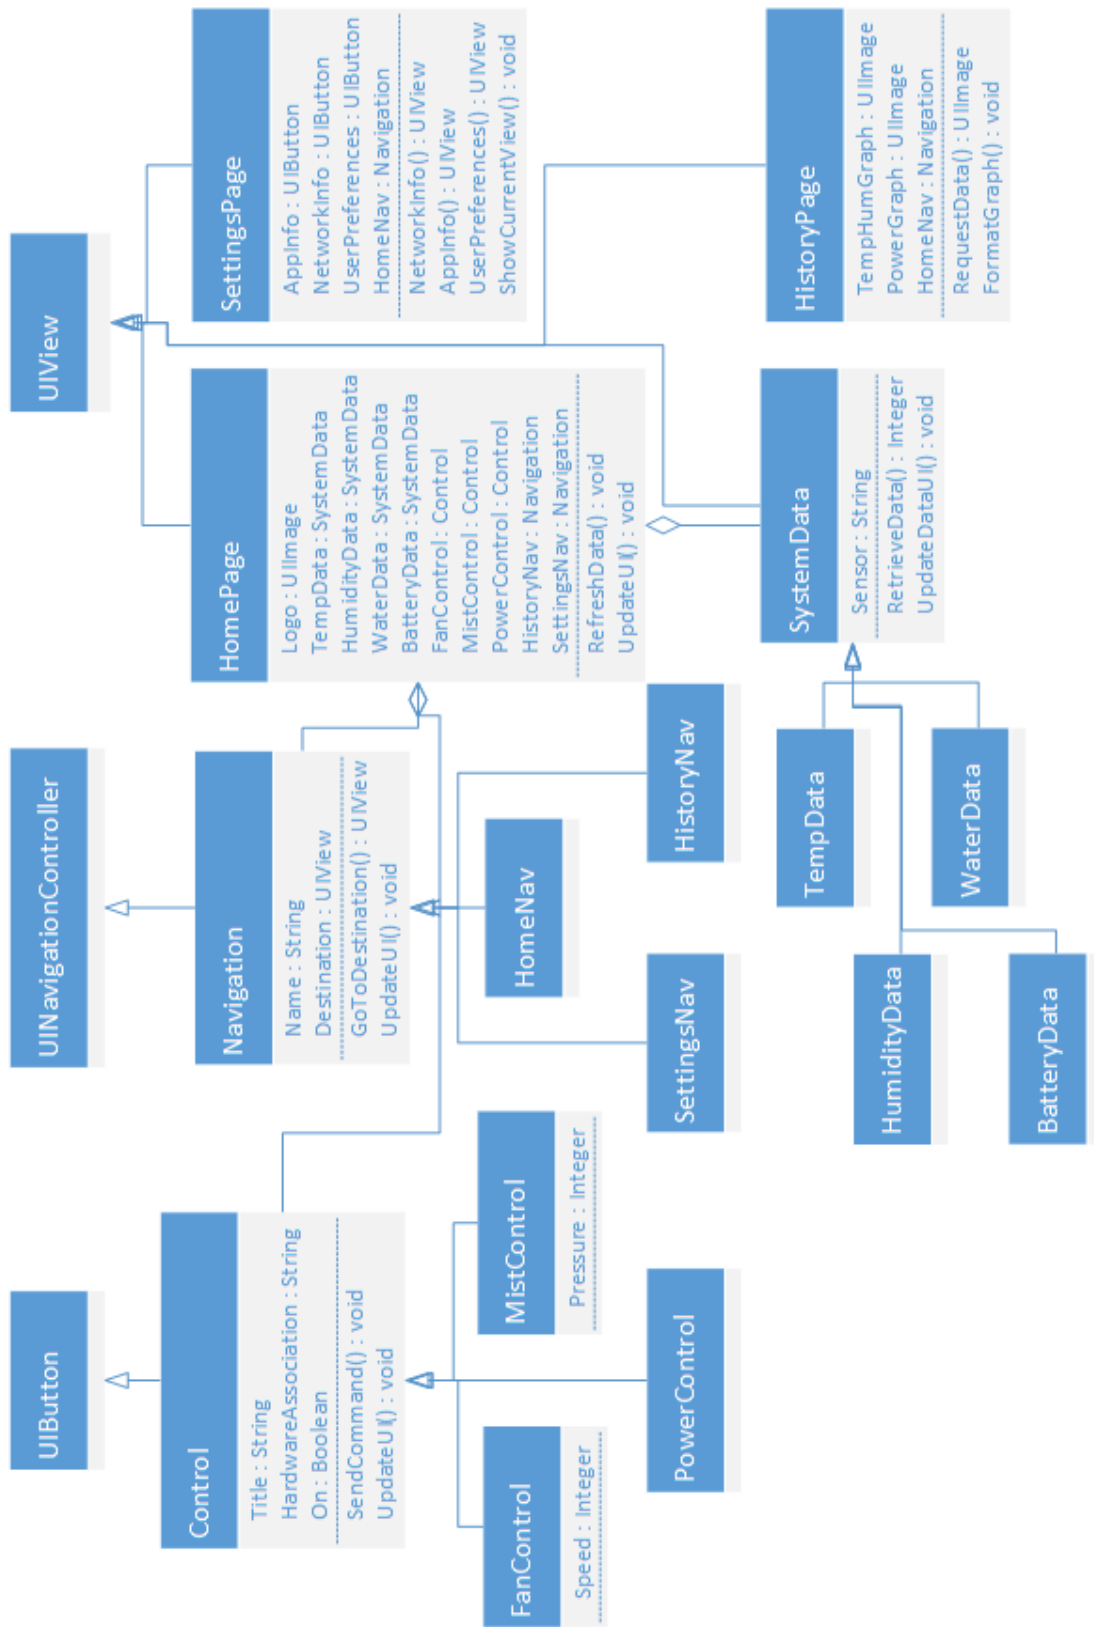 UIButton
UINavigationController
UIView
Control
Title : String
HardwareAssociation : String
On : Boolean
SendCommand() : void
UpdateUI() : void
Navigation
Name : String
Destination : UIView
GoToDestination() : UIView
UpdateUI() : void
HomePage
Logo : UIImage
TempData : SystemData
HumidityData : SystemData
WaterData : SystemData
BatteryData : SystemData
FanControl : Control
MistControl : Control
PowerControl : Control
HistoryNav : Navigation
SettingsNav : Navigation
RefreshData() : void
UpdateUI() : void
SettingsPage
AppInfo : UIButton
NetworkInfo : UIButton
UserPreferences : UIButton
HomeNav : Navigation
NetworkInfo() : UIView
AppInfo() : UIView
UserPreferences() : UIView
ShowCurrentView() : void
FanControl
Speed : Integer
MistControl
Pressure : Integer
HomeNav
PowerControl
SettingsNav
HistoryNav
SystemData
Sensor : String
RetrieveData() : Integer
UpdateDataUI() : void
HistoryPage
TempHumGraph : UIImage
PowerGraph : UIImage
HomeNav : Navigation
RequestData() : UIImage
FormatGraph() : void
TempData
HumidityData
WaterData
BatteryData